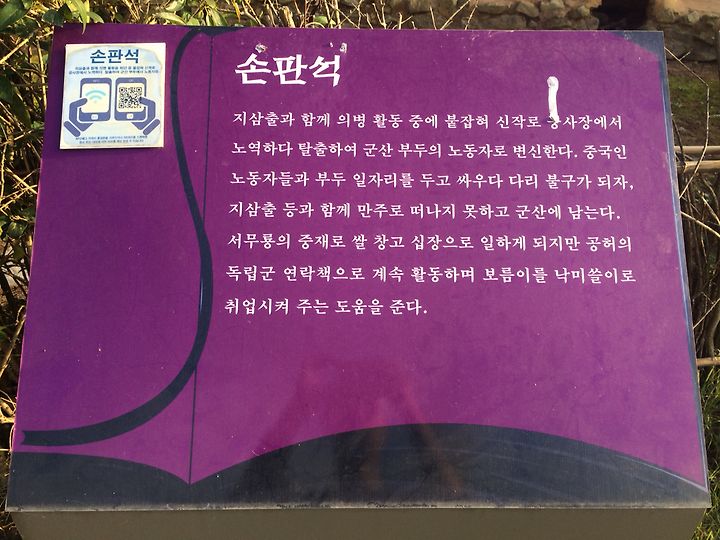 손판석
손판석
지삼출과 함께 의병 활동 중에 붙잡혀 신작로 공사장에서
노역하다 탈출하여 군산 부두의 노동자로 변신한다. 중국인
노동자들과 부두 일자리를 두고 싸우다 다리 불구가 되자,
지삼출 등과 함께 만주로 떠나지 못하고 군산에 남는다.
서무룡의 중재로 쌀 창고 십장으로 일하게 되지만 공허의
독립군 연락책으로 계속 활동하며 보름이를 낙미쓸이로
취업시켜 주는 도움을 준다.